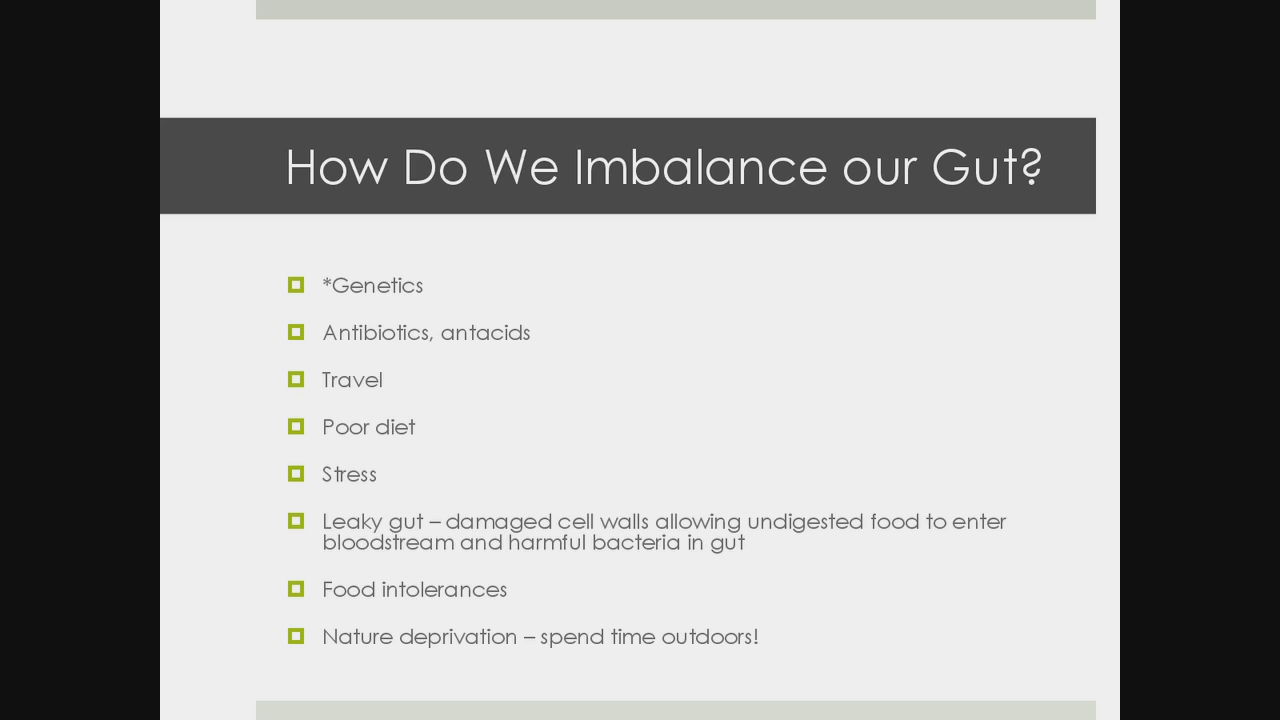 How Do We Imbalance our Gut?
*Genetics
Antibiotics, antacids
Travel
Poor diet
Stress
Leaky gut – damaged cell walls allowing undigested food to enter
bloodstream and harmful bacteria in gut
Food intolerances
Nature deprivation – spend time outdoors!